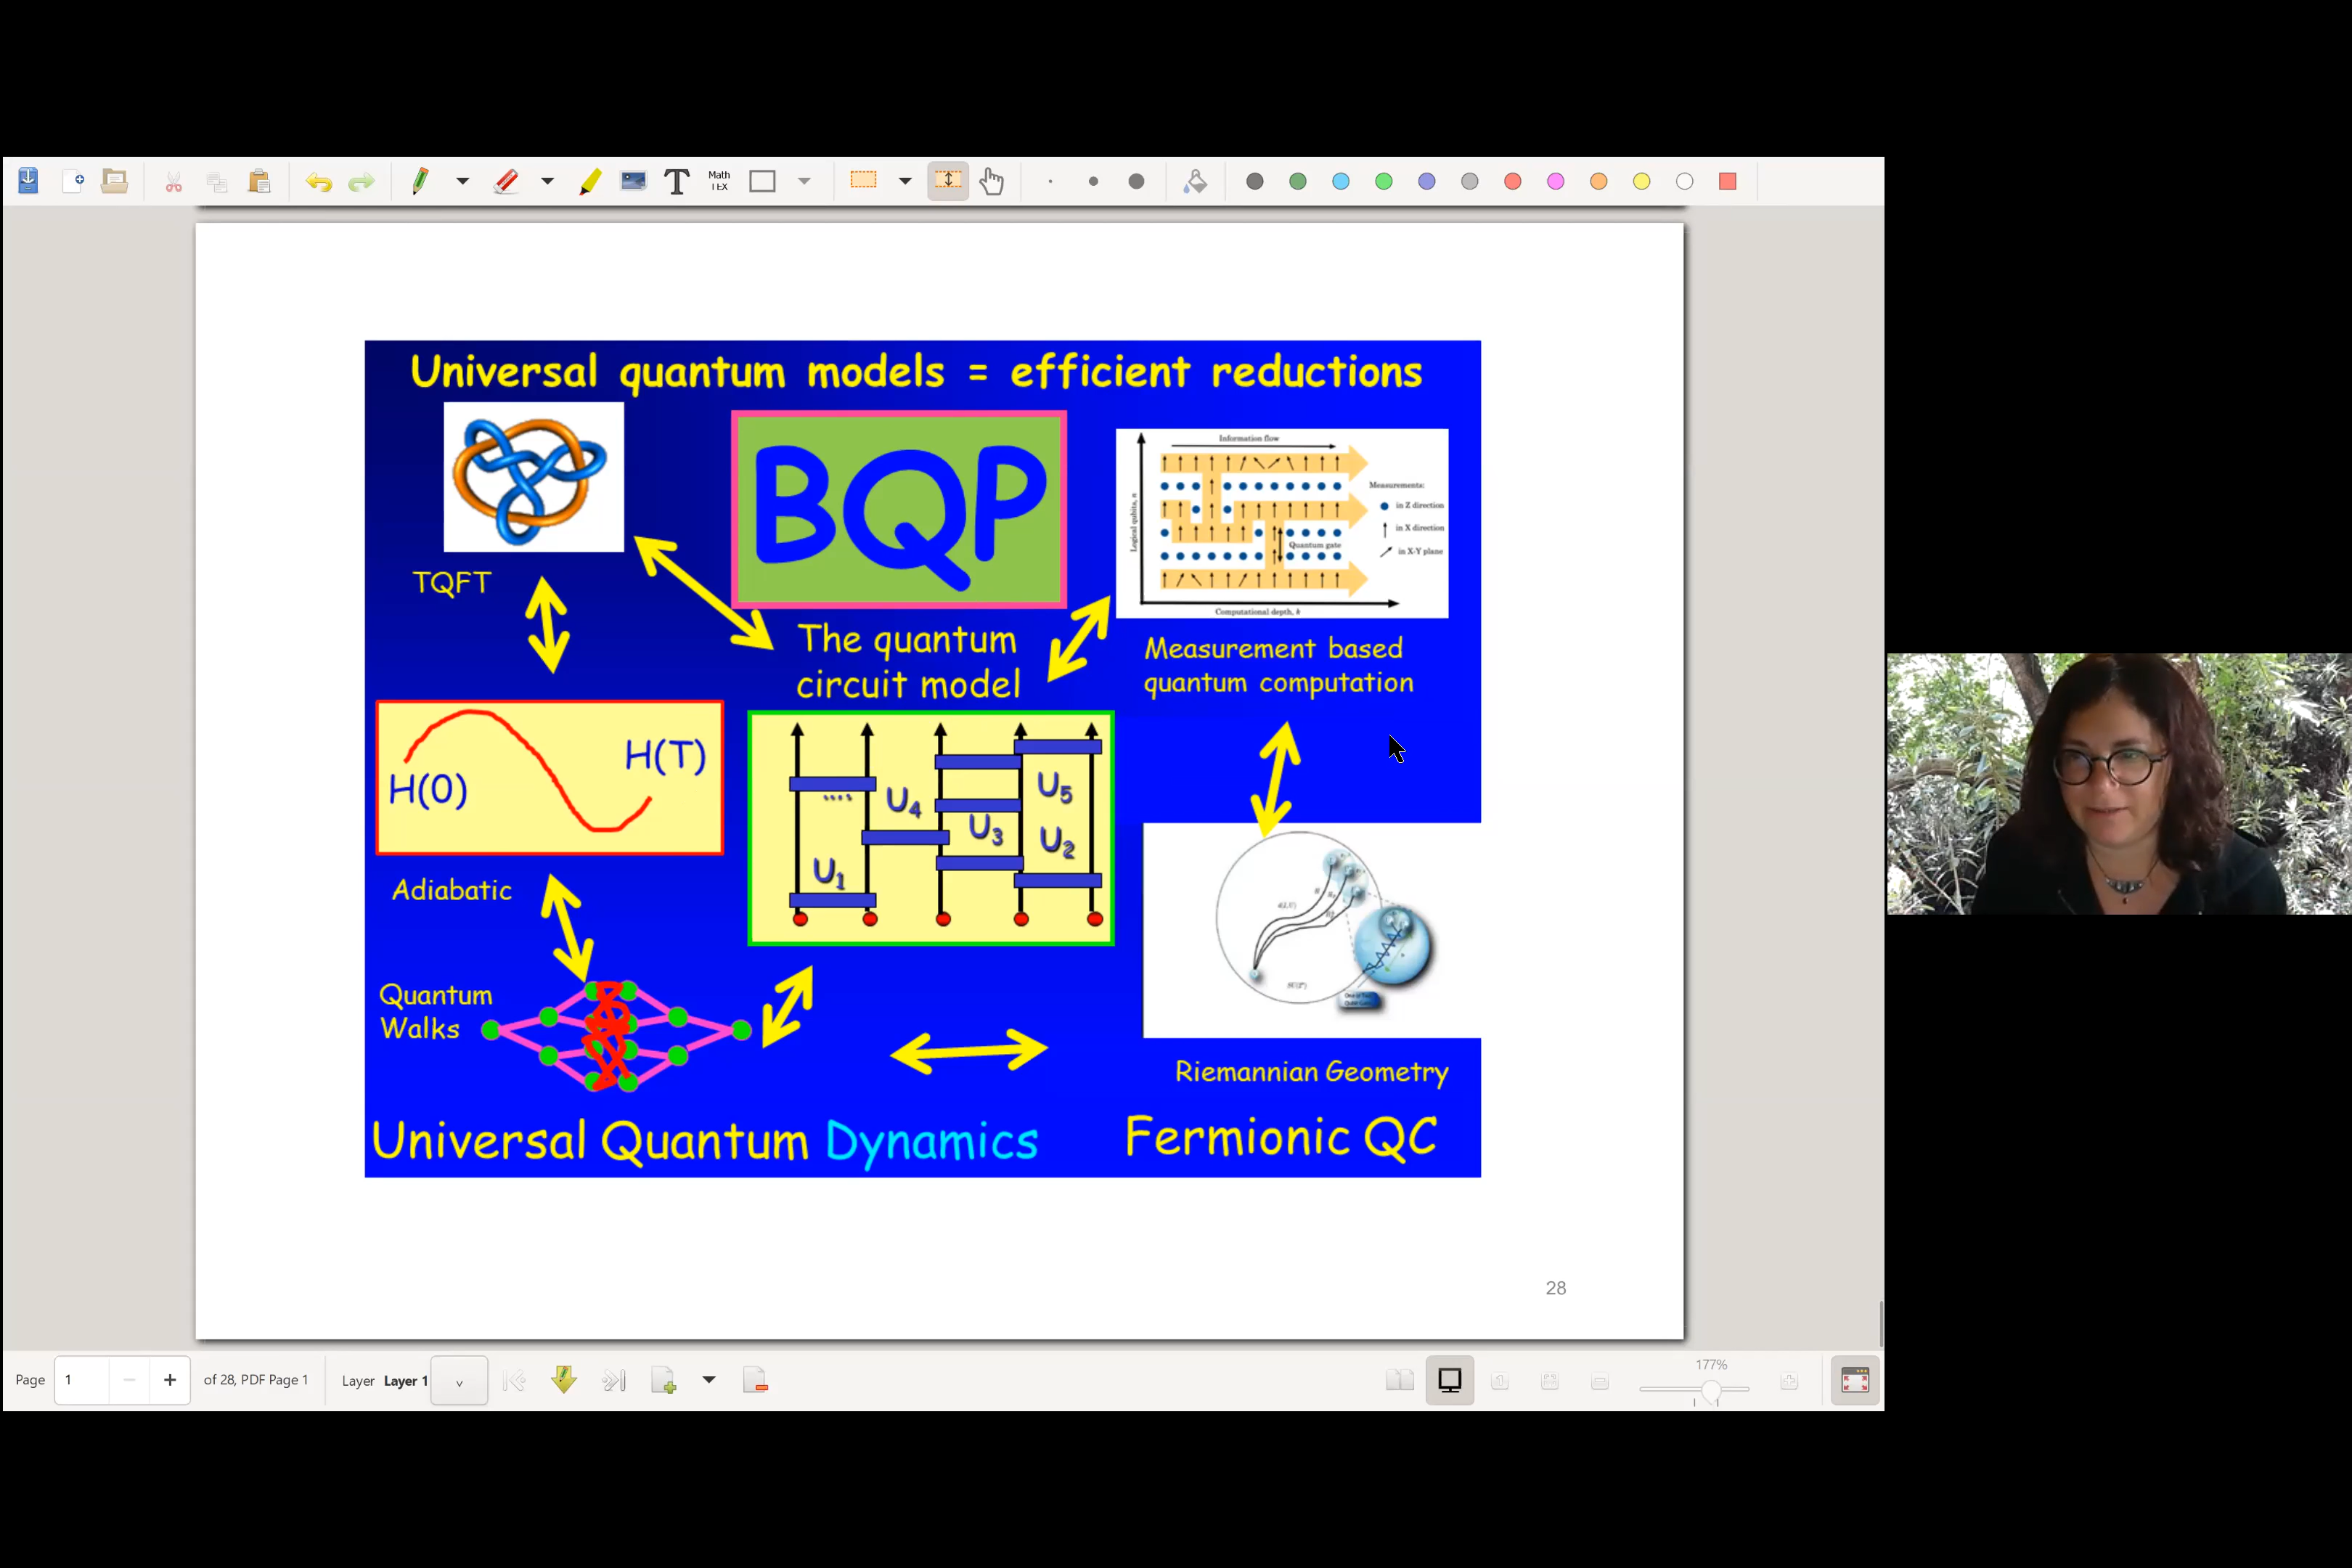 Math
TEX
Universal quantum models = efficient reductions
BQP
TQFT
The quantum
circuit model
Information flow
Logical qubits, n
Measurements:
in Z direction
in X direction
in X-Y plane
Quantum gate
Computational depth, k
Measurement based
quantum computation
H(0)
H(T)
Adiabatic
....
U4
U5
U3
U2
U1
Quantum
Walks
Riemannian Geometry
Universal Quantum Dynamics
Fermionic QC
28
Page 1 of 28, PDF Page 1 Layer Layer 1
177%